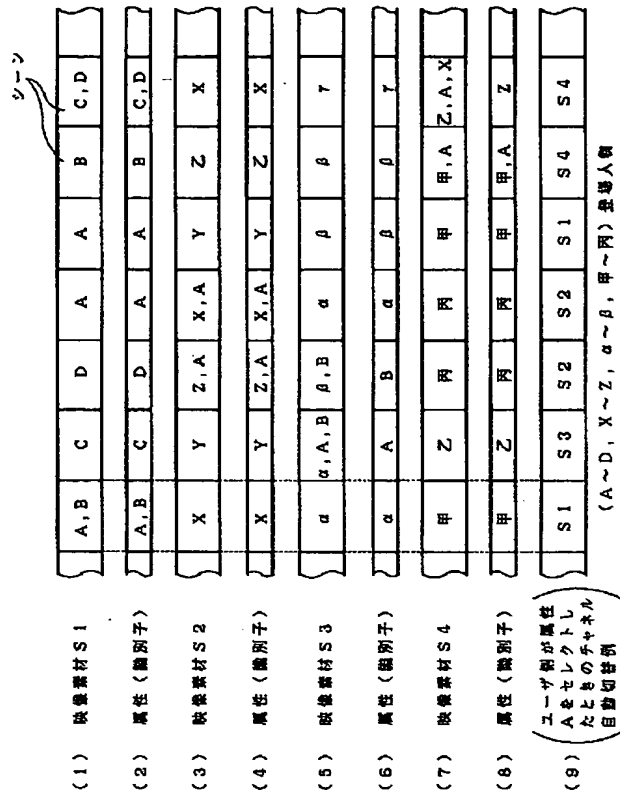 シーン
(1) 映像素材S1 A,B C D A A B C,D
(2) 属性(識別子) A,B C D A A B C,D
(3) 映像素材S2 X Y Z,A X,A Y Z X
(4) 属性(識別子) X Y Z,A X,A Y Z X
(5) 映像素材S3 α α,A,B β,B α β β γ
(6) 属性(識別子) α A B α β β γ
(7) 映像素材S4 甲 乙 丙 丙 甲 甲,A 乙,A,X
(8) 属性(識別子) 甲 乙 丙 丙 甲 甲,A Z
(9) S1 S3 S2 S2 S1 S4 S4
(ユーザ側が属性
Aをセレクトし
たときのチャネル
自動切替例)
(A~D, X~Z, α~β, 甲~丙) 登場人物